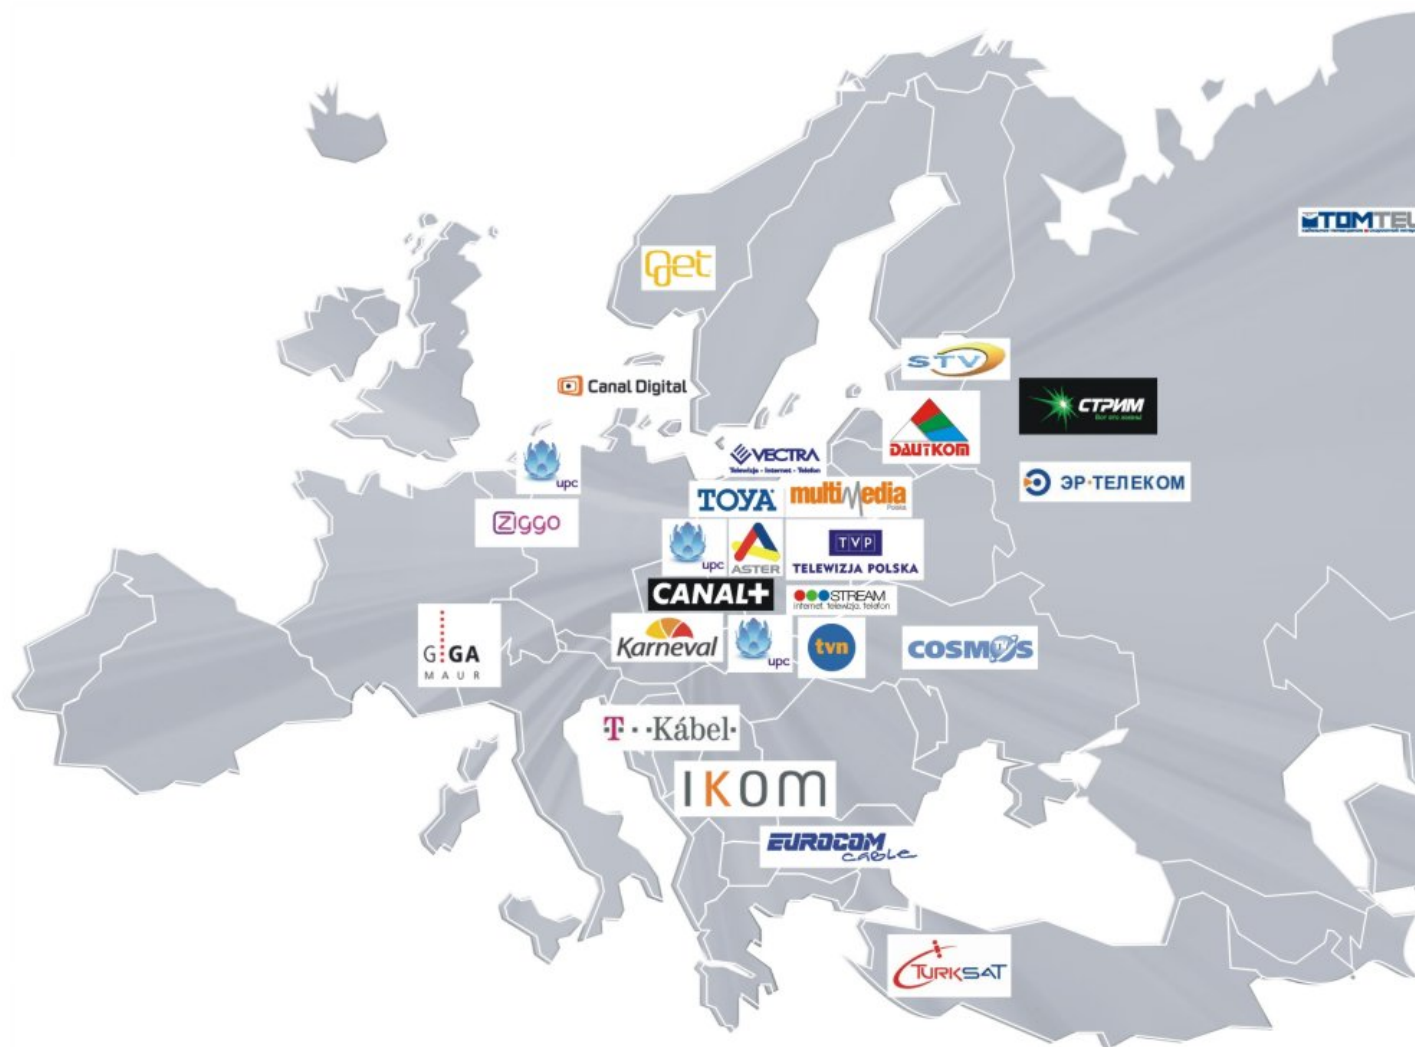 TOMTEL
Get
STV
Canal Digital
СТРИМ
DAUTKOM
VECTRA
Telewizja - Internet - Telefon
upc
ЭР·ТЕЛЕКОМ
TOYA
multimedia
Polska
ZIGGO
upc
ASTER
TVP
TELEWIZJA POLSKA
CANAL+
STREAM
internet. telewizja. telefon
GIGA
MAUR
Karneval
upc
tvn
COSMOS
TV
T··Kábel·
IKOM
EUROCOM
cable
TURKSAT